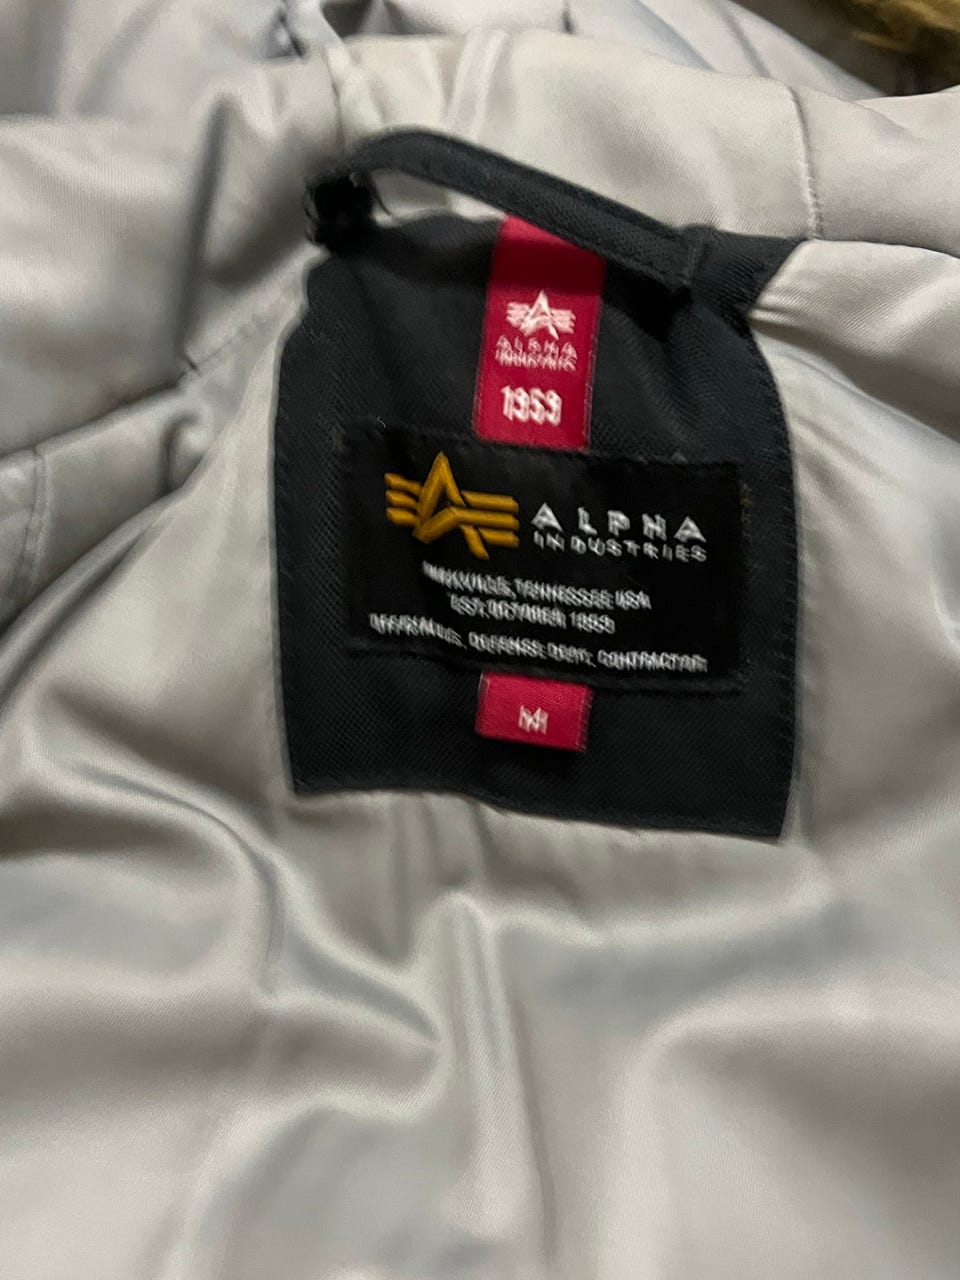 ALPHA
INDUSTRIES
1959
ALPHA
INDUSTRIES
KNOXVILLE, TENNESSEE USA
EST. OCTOBER 1959
OFFICIAL U.S. DEFENSE DEPT. CONTRACTOR
M